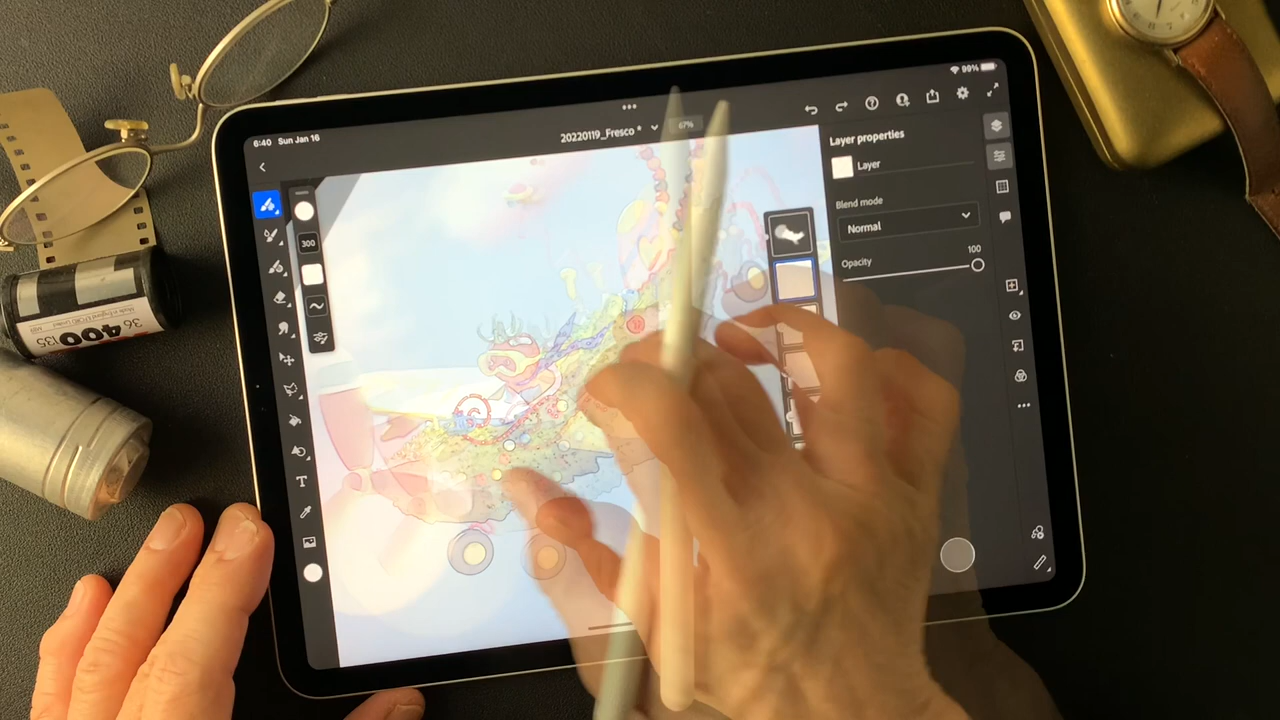 6:40 Sun Jan 16
99%
20220119_Fresco *
67%
Layer properties
Layer
Blend mode
Normal
Opacity
100
300
T
36
400
135